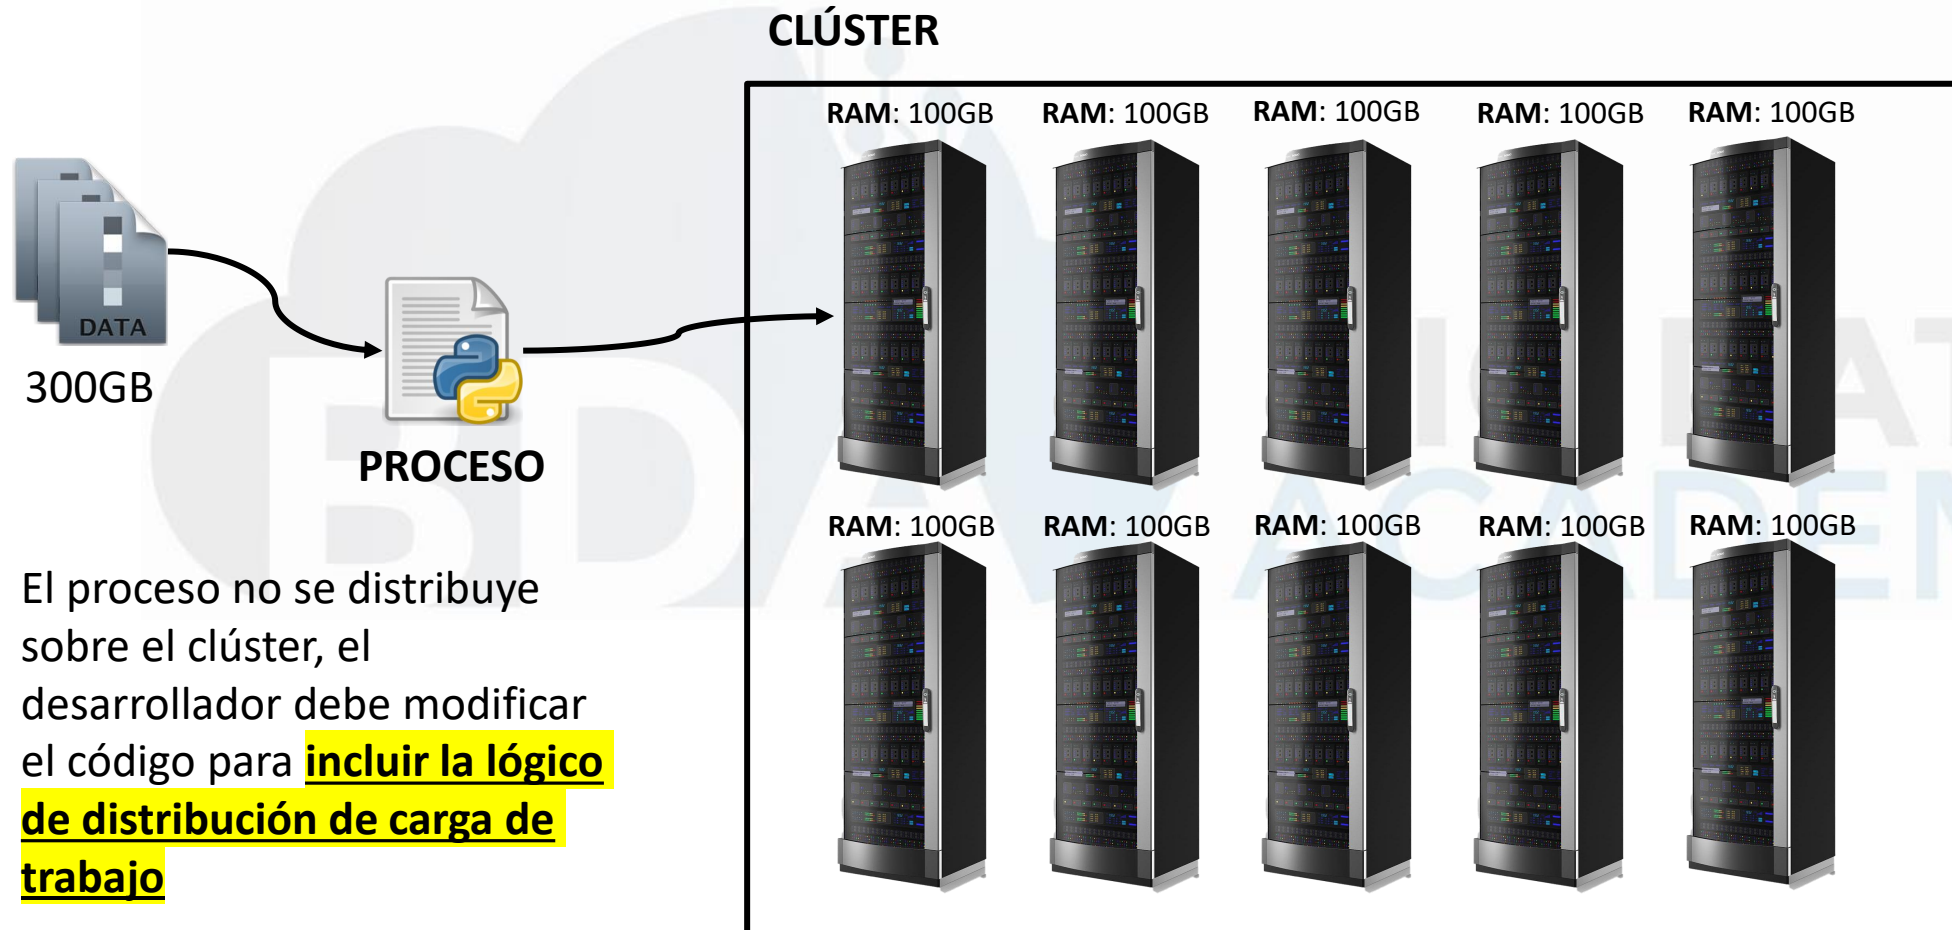 CLÚSTER
RAM: 100GB RAM: 100GB RAM: 100GB RAM: 100GB RAM: 100GB
DATA
300GB
PROCESO
RAM: 100GB RAM: 100GB RAM: 100GB RAM: 100GB RAM: 100GB
El proceso no se distribuye
sobre el clúster, el
desarrollador debe modificar
el código para incluir la lógico
de distribución de carga de
trabajo
BDA